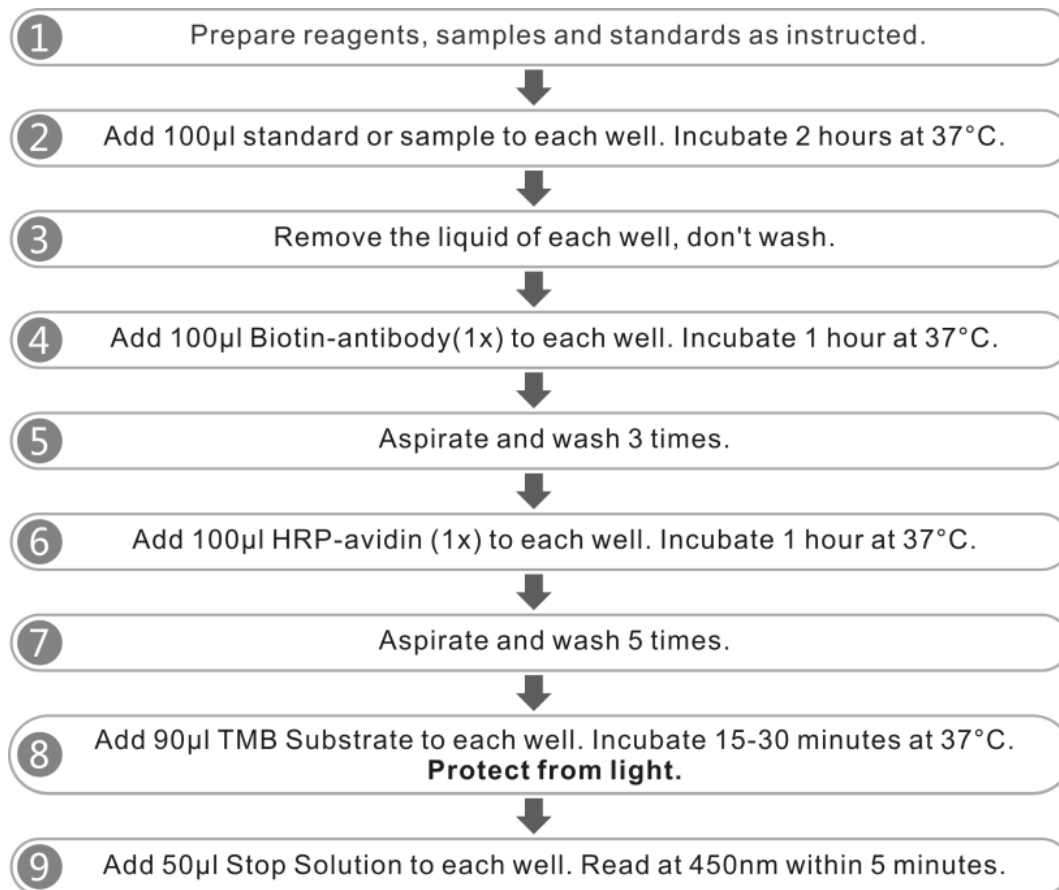 1 Prepare reagents, samples and standards as instructed.
2 Add 100µl standard or sample to each well. Incubate 2 hours at 37°C.
3 Remove the liquid of each well, don't wash.
4 Add 100µl Biotin-antibody(1x) to each well. Incubate 1 hour at 37°C.
5 Aspirate and wash 3 times.
6 Add 100µl HRP-avidin (1x) to each well. Incubate 1 hour at 37°C.
7 Aspirate and wash 5 times.
8 Add 90µl TMB Substrate to each well. Incubate 15-30 minutes at 37°C.
Protect from light.
9 Add 50µl Stop Solution to each well. Read at 450nm within 5 minutes.